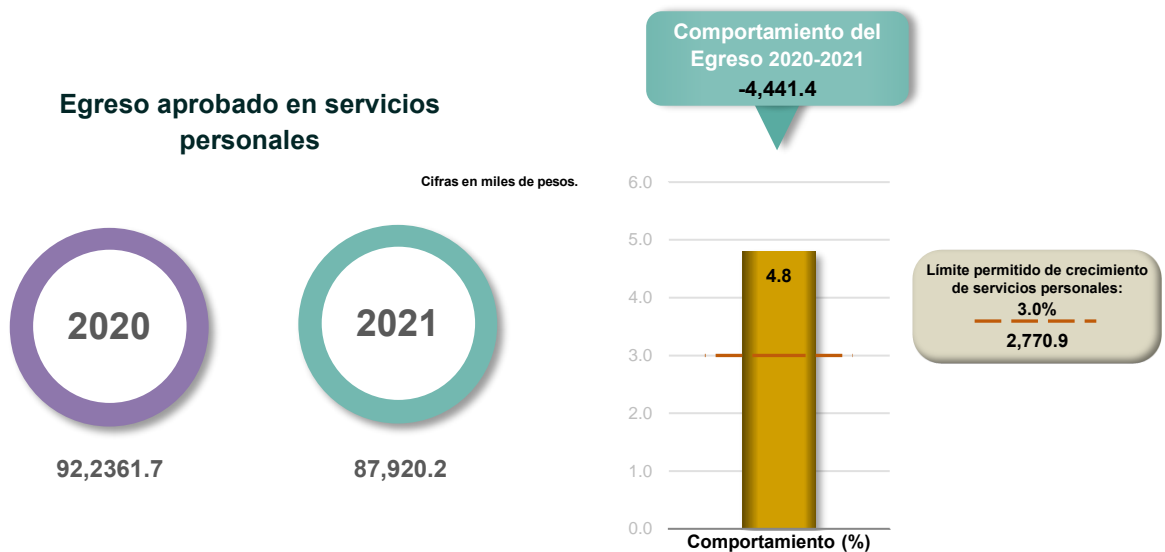 Egreso aprobado en servicios
personales
Cifras en miles de pesos.
2020
2021
92,2361.7
87,920.2
Comportamiento del
Egreso 2020-2021
-4,441.4
6.0
5.0
4.0
3.0
2.0
1.0
0.0
4.8
Comportamiento (%)
Límite permitido de crecimiento
de servicios personales:
3.0%
2,770.9